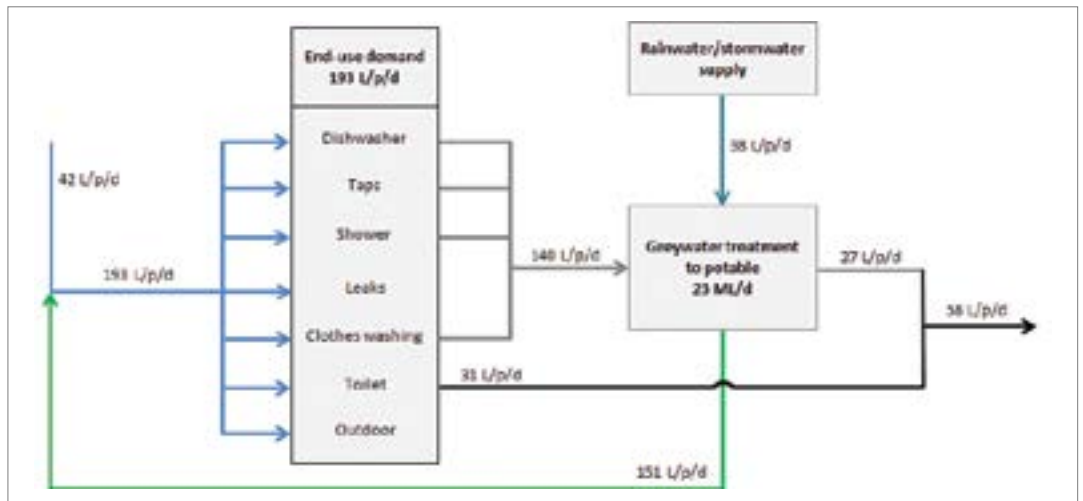 End-use demand
193 L/p/d
Rainwater/stormwater
supply
Dishwasher
38 L/p/d
42 L/p/d
Taps
Shower
Greywater treatment
to potable
23 ML/d
140 L/p/d
27 L/p/d
193 L/p/d
Leaks
58 L/p/d
Clothes washing
31 L/p/d
Toilet
Outdoor
151 L/p/d